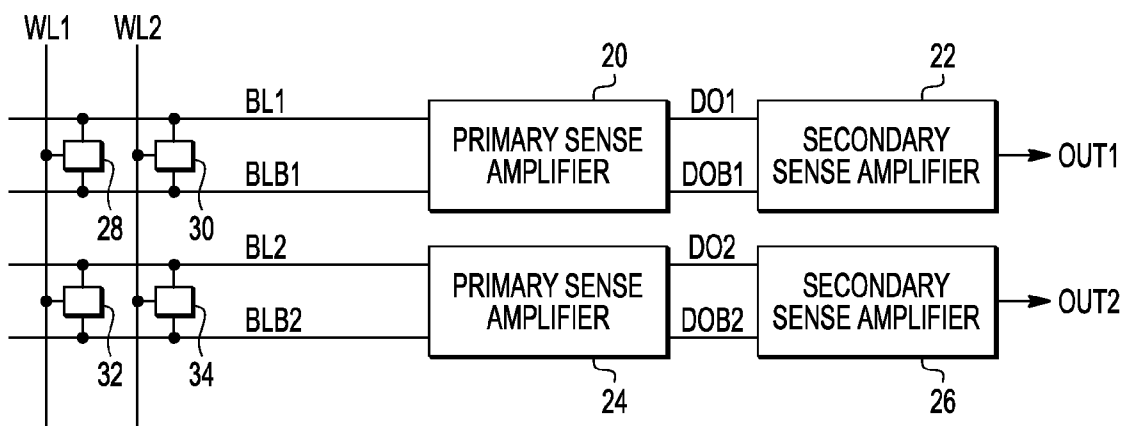 WL1 WL2
20 22
BL1 DO1
PRIMARY SENSE
AMPLIFIER
SECONDARY
SENSE AMPLIFIER
OUT1
BLB1 DOB1
28 30
BL2 DO2
PRIMARY SENSE
AMPLIFIER
SECONDARY
SENSE AMPLIFIER
OUT2
BLB2 DOB2
32 34
24 26